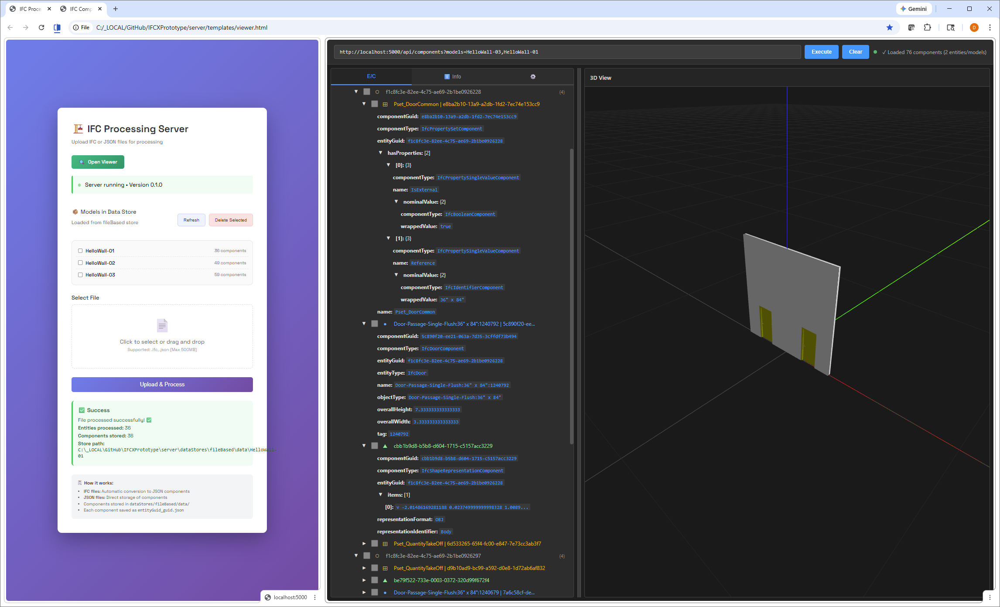 IFC Proce
IFC Comp
Gemini
File
C:/_LOCAL/GitHub/IFCXPrototype/server/templates/viewer.html
D
IFC Processing Server
Upload IFC or JSON files for processing
Open Viewer
Server running • Version 0.1.0
Models in Data Store
Loaded from fileBased store
Refresh
Delete Selected
HelloWall-01 36 components
HelloWall-02 49 components
HelloWall-03 59 components
Select File
Click to select or drag and drop
Supported: .ifc, .json (Max 500MB)
Upload & Process
Success
File processed successfully!
Entities processed: 36
Components stored: 36
Store path:
C:\_LOCAL\GitHub\IFCXPrototype\server\dataStores\fileBased\data\HelloWall-
01
How it works:
• IFC files: Automatic conversion to JSON components
• JSON files: Direct storage of components
• Components stored in dataStores/fileBased/data/
• Each component saved as entityGuid_guid.json
localhost:5000
http://localhost:5000/api/components?models=HelloWall-03,HelloWall-01
Execute
Clear
✓ Loaded 76 components (2 entities/models)
E/C
Info
f1c8fc3e-82ee-4c75-ae69-2b1be0926228 (4)
Pset_DoorCommon | e8ba2b10-13a9-a2db-1fd2-7ec74e153cc9
componentGuid: e8ba2b10-13a9-a2db-1fd2-7ec74e153cc9
componentType: IfcPropertySetComponent
entityGuid: f1c8fc3e-82ee-4c75-ae69-2b1be0926228
hasProperties: [2]
[0]: {3}
componentType: IfcPropertySingleValueComponent
name: IsExternal
nominalValue: {2}
componentType: IfcBooleanComponent
wrappedValue: true
[1]: {3}
componentType: IfcPropertySingleValueComponent
name: Reference
nominalValue: {2}
componentType: IfcIdentifierComponent
wrappedValue: 36" x 84"
name: Pset_DoorCommon
Door-Passage-Single-Flush:36" x 84":1240792 | 5c890f20-ee...
componentGuid: 5c890f20-ee21-063a-7d35-3cffdf73b494
componentType: IfcDoorComponent
entityGuid: f1c8fc3e-82ee-4c75-ae69-2b1be0926228
entityType: IfcDoor
name: Door-Passage-Single-Flush:36" x 84":1240792
objectType: Door-Passage-Single-Flush:36" x 84"
overallHeight: 7.333333333333333
overallWidth: 3.333333333333333
tag: 1240792
cbb1b9d8-b5b8-d604-1715-c5157acc3229
componentGuid: cbb1b9d8-b5b8-d604-1715-c5157acc3229
componentType: IfcShapeRepresentationComponent
entityGuid: f1c8fc3e-82ee-4c75-ae69-2b1be0926228
items: [1]
[0]: v -2.01486169281188 0.023749999999998328 1.0089...
representationFormat: OBJ
representationIdentifier: Body
Pset_QuantityTakeOff | 6d533265-65f4-fc00-e847-7e73cc3ab3f7
f1c8fc3e-82ee-4c75-ae69-2b1be0926297 (4)
Pset_QuantityTakeOff | d9b10ad9-bc99-a592-d0e8-1d72ab6af832
be79f522-733e-0003-0372-320d99f672f4
Door-Passage-Single-Flush:36" x 84":1240679 | 7a6c58cf-de...
3D View